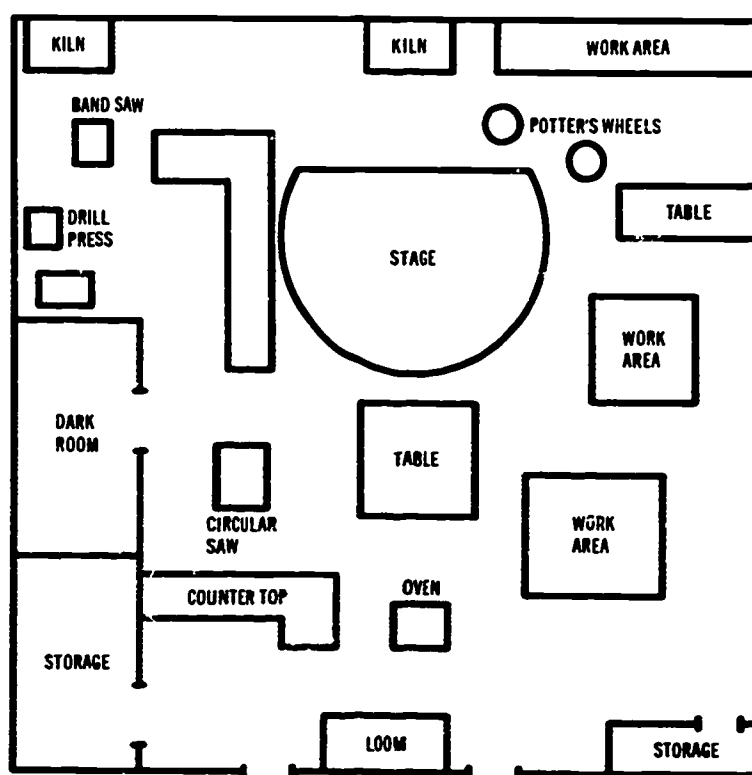 KILN
KILN
WORK AREA
BAND SAW
POTTER'S WHEELS
DRILL
PRESS
TABLE
STAGE
WORK
AREA
DARK
ROOM
TABLE
CIRCULAR
SAW
WORK
AREA
COUNTER TOP
OVEN
STORAGE
LOOM
STORAGE